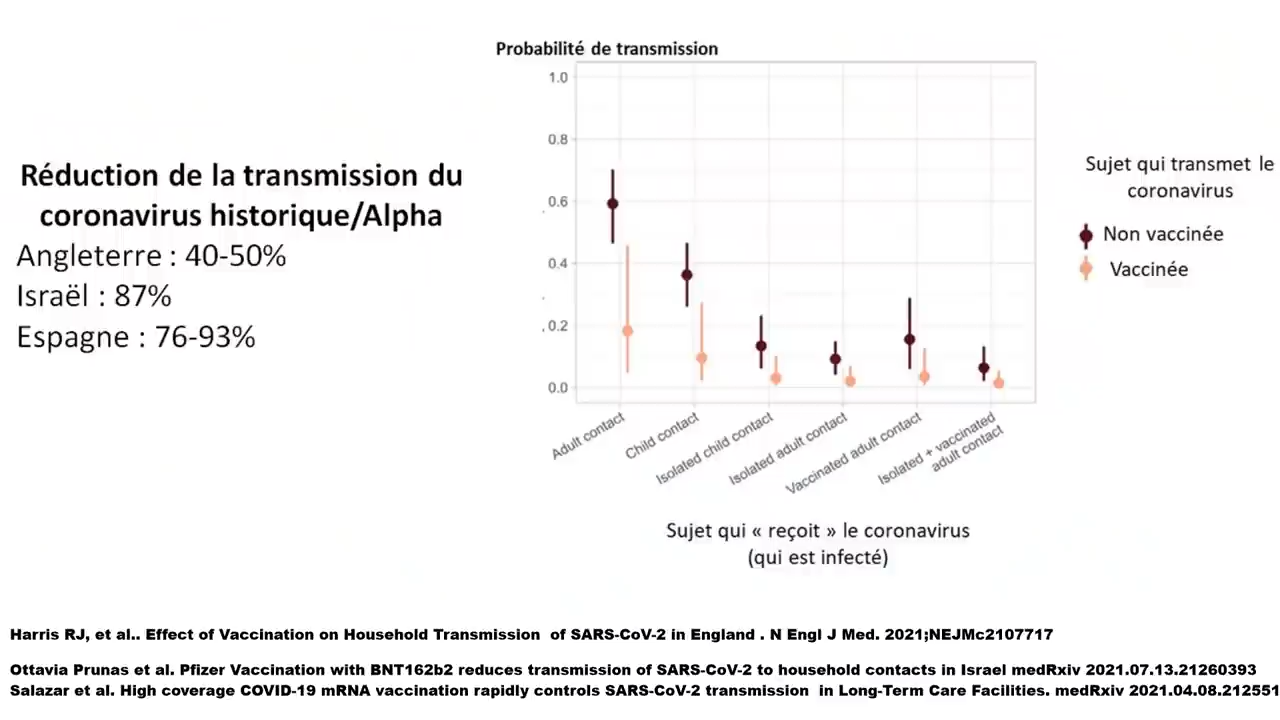 Probabilité de transmission
1.0
0.8
0.6
0.4
0.2
0.0
Adult contact
Child contact
Isolated child contact
Isolated adult contact
Vaccinated adult contact
Isolated + vaccinated
adult contact
Sujet qui « reçoit » le coronavirus
(qui est infecté)
Réduction de la transmission du
coronavirus historique/Alpha
Angleterre : 40-50%
Israël : 87%
Espagne : 76-93%
Sujet qui transmet le
coronavirus
Non vaccinée
Vaccinée
Harris RJ, et al.. Effect of Vaccination on Household Transmission of SARS-CoV-2 in England . N Engl J Med. 2021;NEJMc2107717
Ottavia Prunas et al. Pfizer Vaccination with BNT162b2 reduces transmission of SARS-CoV-2 to household contacts in Israel medRxiv 2021.07.13.21260393
Salazar et al. High coverage COVID-19 mRNA vaccination rapidly controls SARS-CoV-2 transmission in Long-Term Care Facilities. medRxiv 2021.04.08.212551